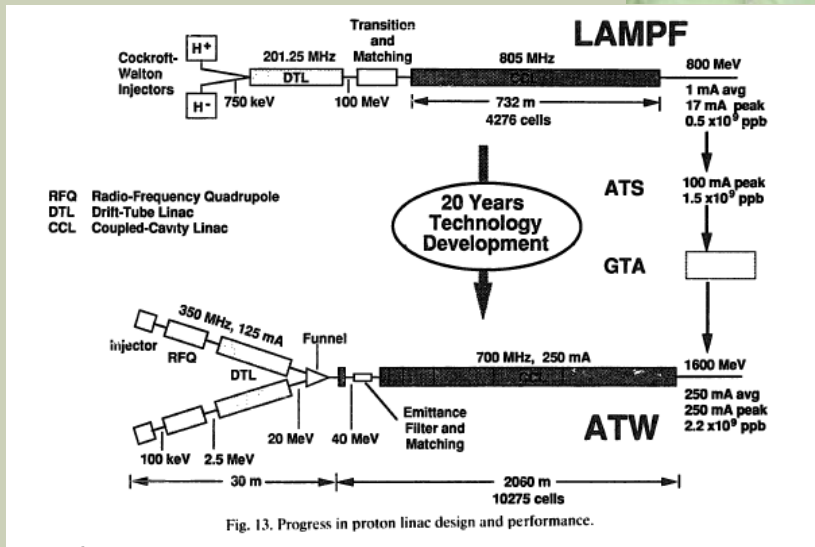 LAMPF
Transition
and
Matching
H+
H-
Cockroft-
Walton
Injectors
201.25 MHz
DTL
750 keV
100 MeV
805 MHz
CCL
732 m
4276 cells
800 MeV
1 mA avg
17 mA peak
0.5 x10⁹ ppb
RFQ Radio-Frequency Quadrupole
DTL Drift-Tube Linac
CCL Coupled-Cavity Linac
20 Years
Technology
Development
ATS
100 mA peak
1.5 x10⁹ ppb
GTA
350 MHz, 125 mA
injector
RFQ
DTL
Funnel
700 MHz, 250 mA
CCL
1600 MeV
250 mA avg
250 mA peak
2.2 x10⁹ ppb
Emittance
Filter and
Matching
ATW
20 MeV
40 MeV
100 keV
2.5 MeV
30 m
2060 m
10275 cells
Fig. 13. Progress in proton linac design and performance.